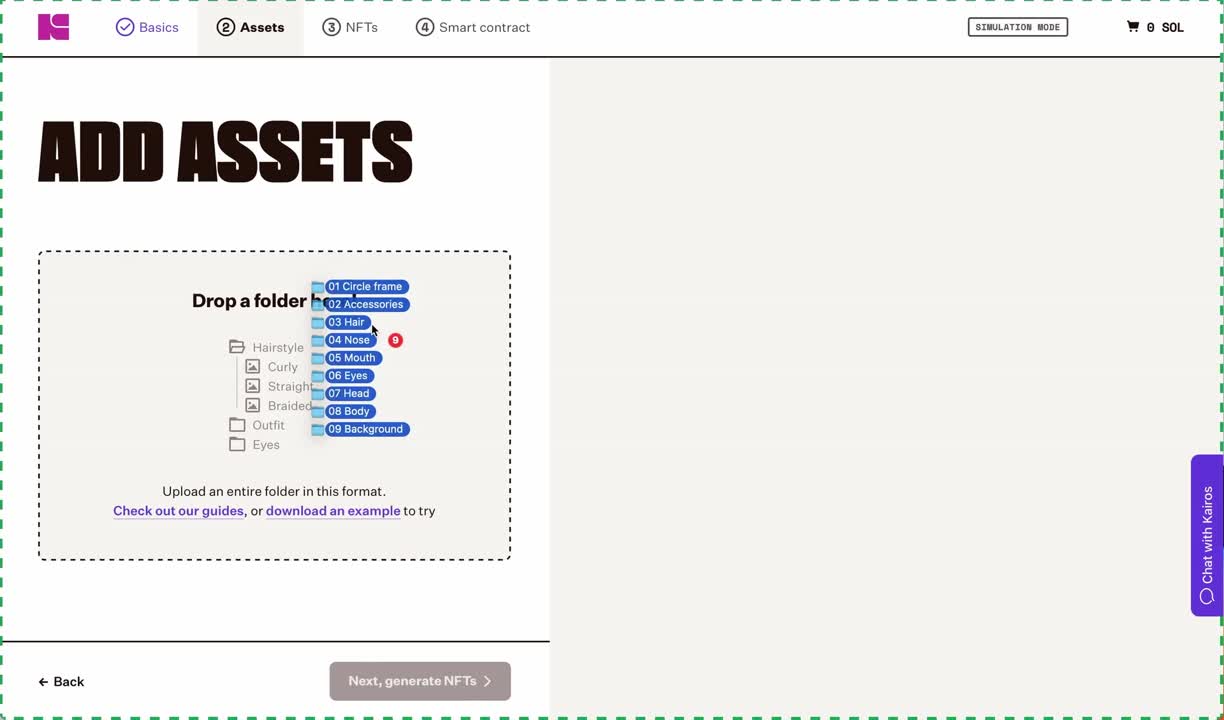 Basics
2 Assets
3 NFTs
4 Smart contract
SIMULATION MODE
0 SOL
ADD ASSETS
Drop a folder
01 Circle frame
02 Accessories
03 Hair
04 Nose
9
05 Mouth
06 Eyes
07 Head
08 Body
09 Background
Hairstyle
Curly
Straight
Braided
Outfit
Eyes
Upload an entire folder in this format.
Check out our guides, or download an example to try
Chat with Kairos
← Back
Next, generate NFTs >